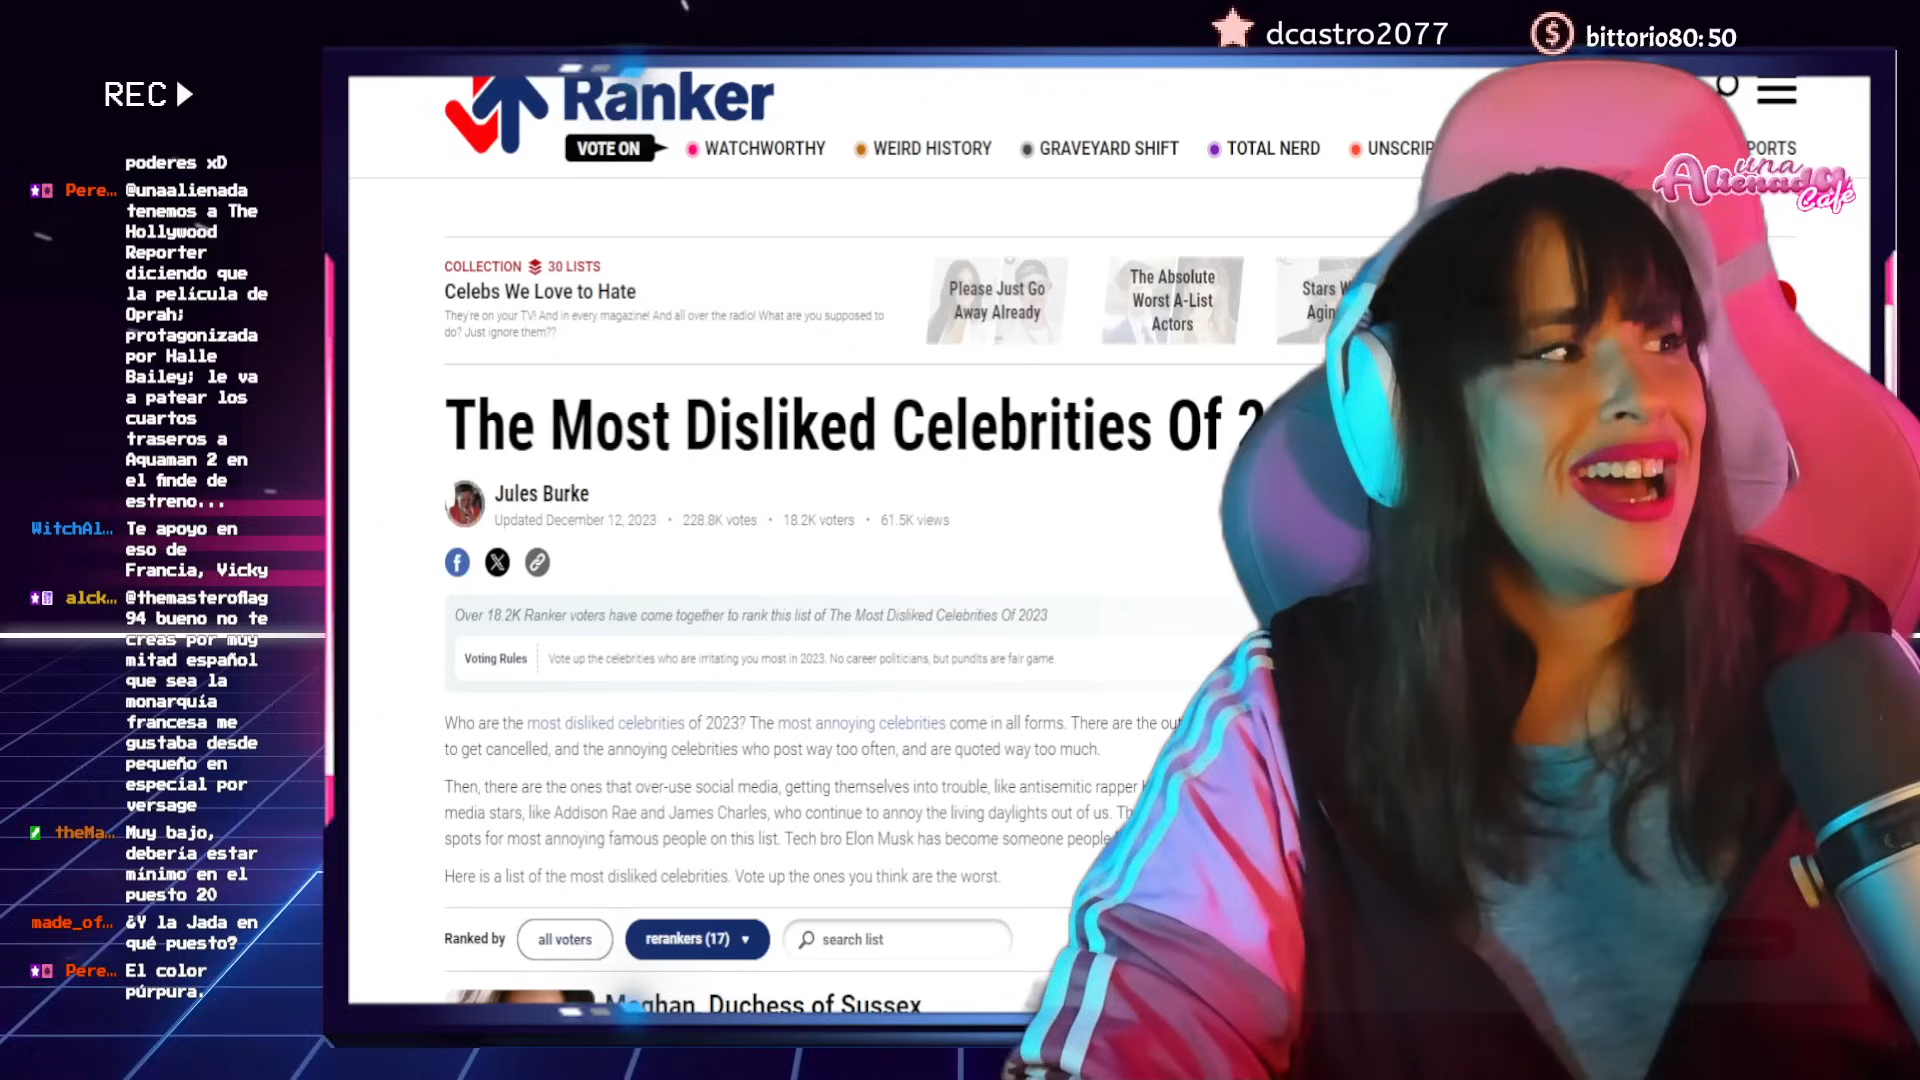 dcastro2077
bittorio80: 50
REC
poderes xD
Pere... @unaalienada
tenemos a The
Hollywood
Reporter
diciendo que
la película de
Oprah;
protagonizada
por Halle
Bailey; le va
a patear los
cuartos
traseros a
Aquaman 2 en
el finde de
estreno...
WitchAl... Te apoyo en
eso de
Francia, Vicky
alck... @themasteroflag
94 bueno no te
creas por muy
mitad español
que sea la
monarquía
francesa me
gustaba desde
pequeño en
especial por
versage
theMa... Muy bajo,
debería estar
mínimo en el
puesto 20
made_of... ¿Y la Jada en
qué puesto?
Pere... El color
púrpura.
Ranker
VOTE ON
WATCHWORTHY
WEIRD HISTORY
GRAVEYARD SHIFT
TOTAL NERD
UNSCRIP
PORTS
una
Alienada
Café
COLLECTION 30 LISTS
Celebs We Love to Hate
They're on your TV! And in every magazine! And all over the radio! What are you supposed to
do? Just ignore them??
Please Just Go
Away Already
The Absolute
Worst A-List
Actors
Stars W
Agin
The Most Disliked Celebrities Of 2
Jules Burke
Updated December 12, 2023 • 228.8K votes • 18.2K voters • 61.5K views
Over 18.2K Ranker voters have come together to rank this list of The Most Disliked Celebrities Of 2023
Voting Rules Vote up the celebrities who are irritating you most in 2023. No career politicians, but pundits are fair game.
Who are the most disliked celebrities of 2023? The most annoying celebrities come in all forms. There are the out
to get cancelled, and the annoying celebrities who post way too often, and are quoted way too much.
Then, there are the ones that over-use social media, getting themselves into trouble, like antisemitic rapper
media stars, like Addison Rae and James Charles, who continue to annoy the living daylights out of us. Th
spots for most annoying famous people on this list. Tech bro Elon Musk has become someone people
Here is a list of the most disliked celebrities. Vote up the ones you think are the worst.
Ranked by all voters rerankers (17) search list
Meghan, Duchess of Sussex